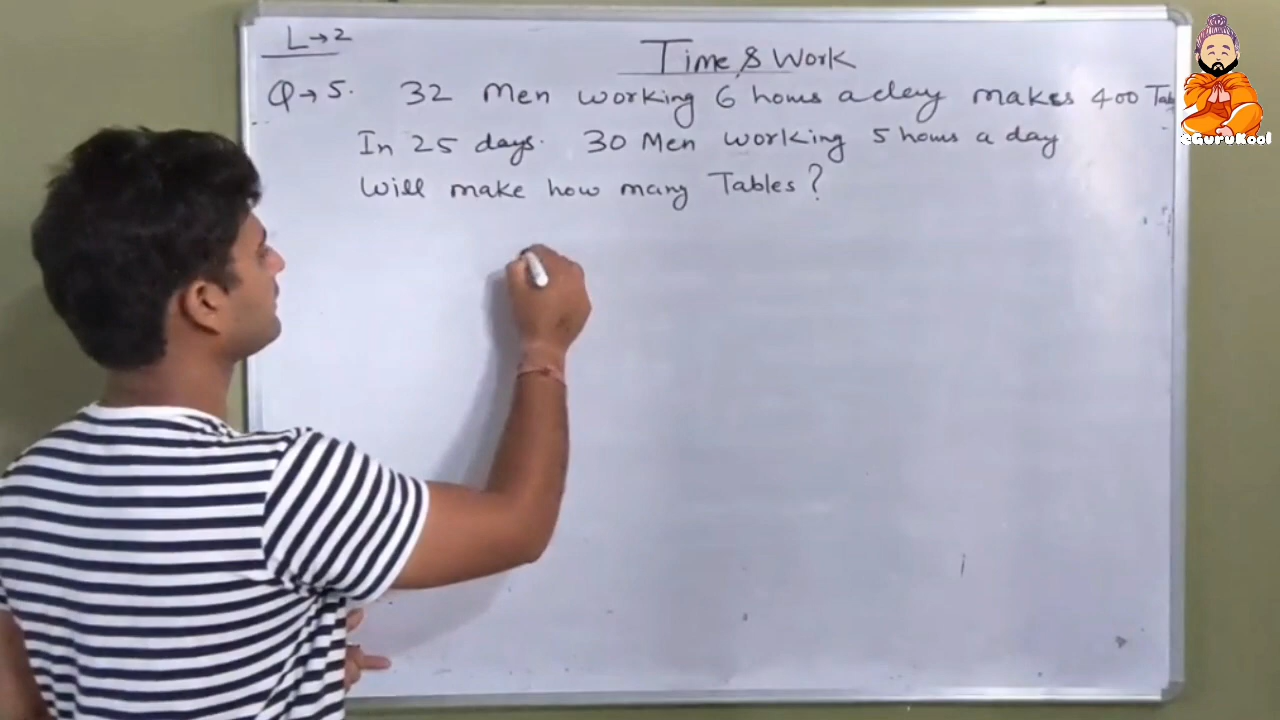 L→2
Time & Work
Q→5. 32 Men working 6 hours a day makes 400
In 25 days. 30 Men working 5 hours a day
Will make how many Tables?
eGuruKool